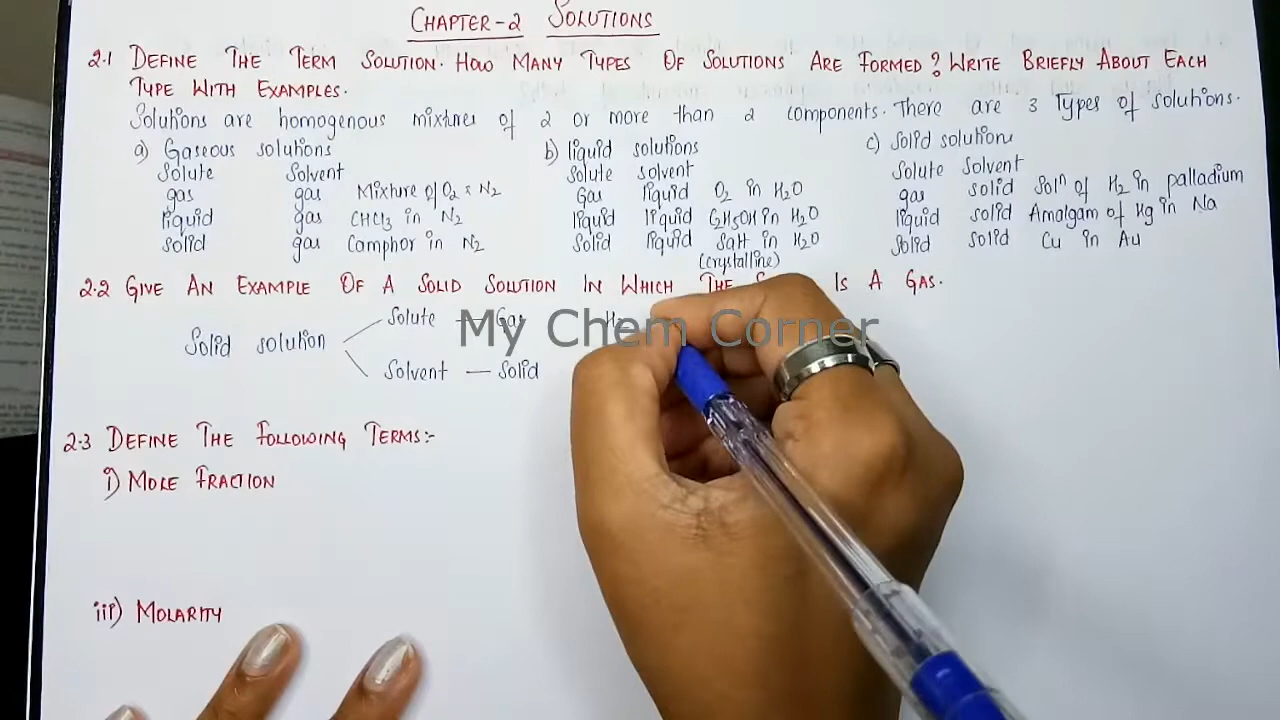 CHAPTER-2 SOLUTIONS
2.1 DEFINE THE TERM SOLUTION. HOW MANY TYPES OF SOLUTIONS ARE FORMED? WRITE BRIEFLY ABOUT EACH
TYPE WITH EXAMPLES.
Solutions are homogenous mixtures of 2 or more than 2 components. There are 3 Types of solutions.
a) Gaseous solutions b) liquid solutions c) solid solutions
Solute Solvent Solute solvent Solute solvent
gas gas Mixture of O2 & N2 Gas liquid O2 in H2O gas solid Solⁿ of H2 in palladium
liquid gas CHCl3 in N2 liquid liquid C2H5OH in H2O liquid solid Amalgam of Hg in Na
solid gas Camphor in N2 Solid liquid Salt in H2O solid solid Cu in Au
(crystalline)
2.2 GIVE AN EXAMPLE OF A SOLID SOLUTION IN WHICH THE IS A GAS.
Solute — Gas H2
My Chem Corner
Solid solution
Solvent — Solid
2.3 DEFINE THE FOLLOWING TERMS:-
i) MOLE FRACTION
iii) MOLARITY